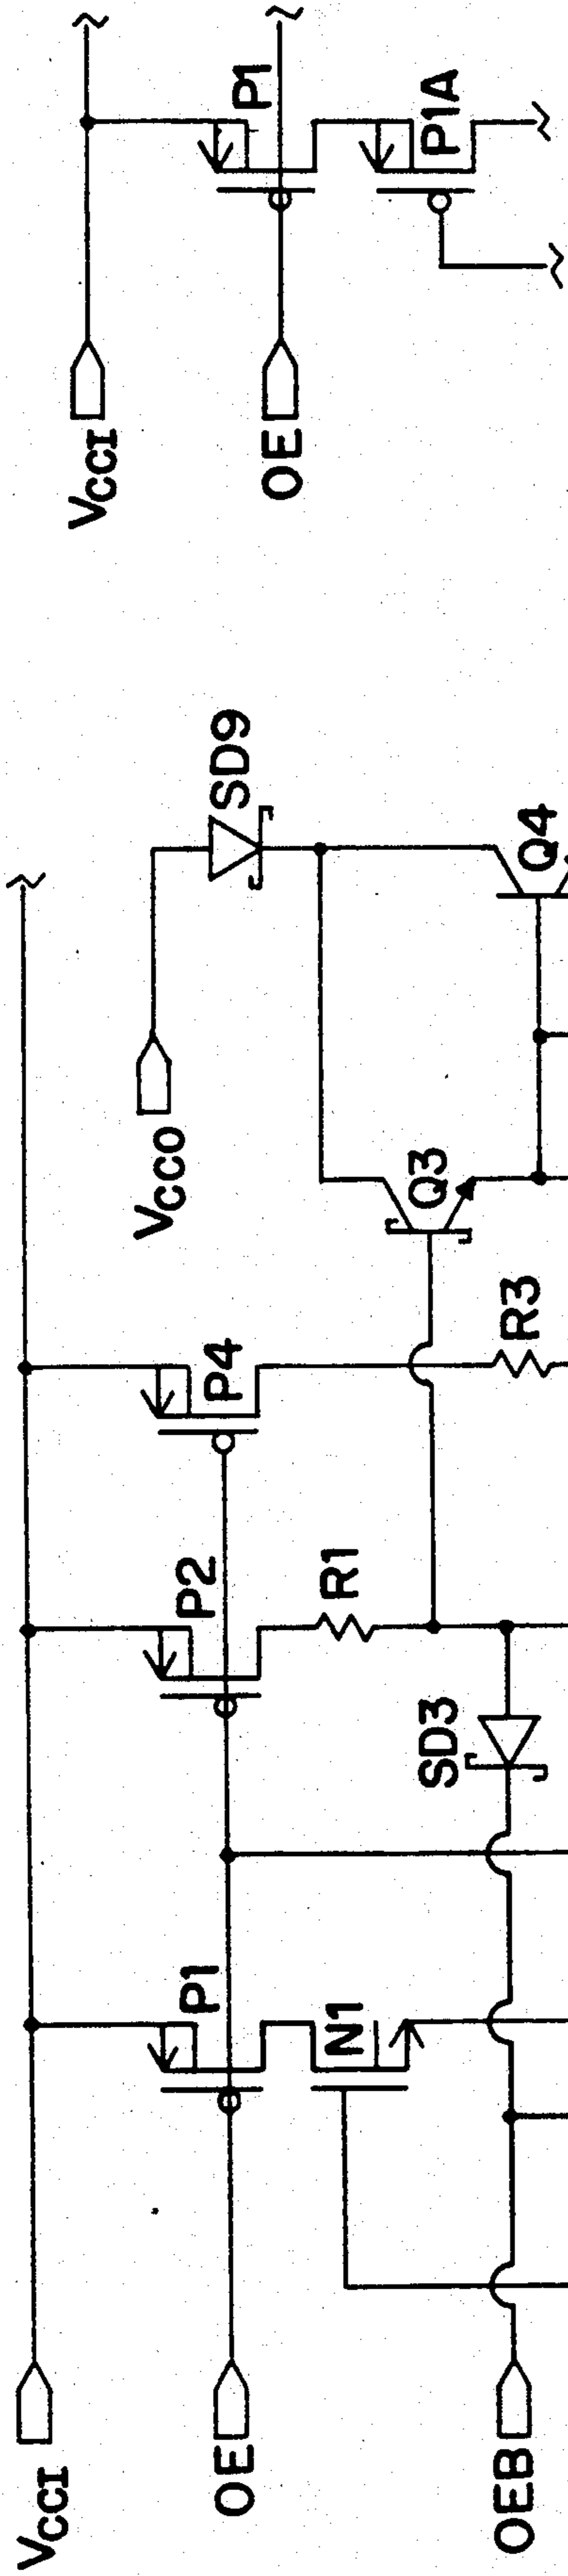 VCCI
OE
OEB
P1
N1
P2
R1
SD3
P4
R3
VCCO
Q3
SD9
Q4
VCCI
OE
P1
P1A